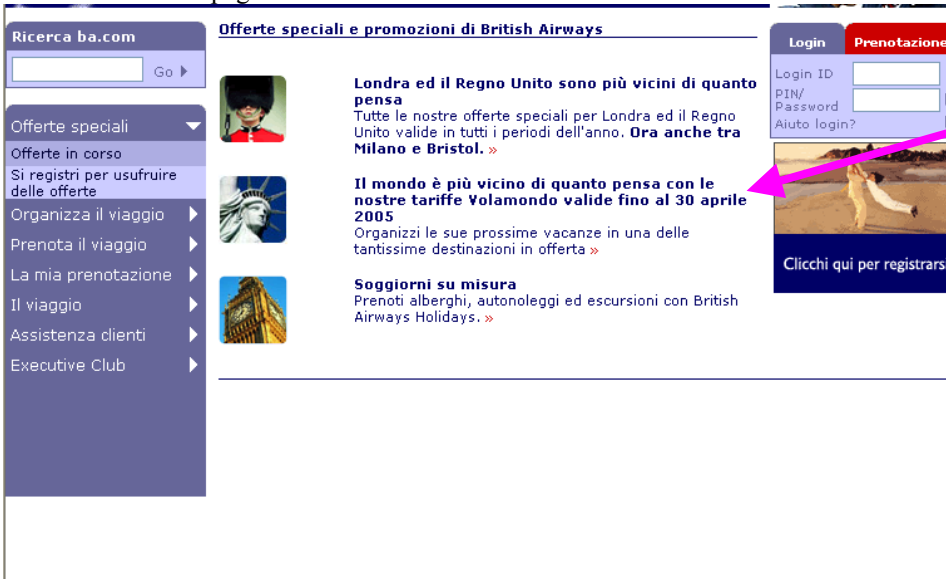 Ricerca ba.com
Go
Offerte speciali
Offerte in corso
Si registri per usufruire
delle offerte
Organizza il viaggio
Prenota il viaggio
La mia prenotazione
Il viaggio
Assistenza clienti
Executive Club
Offerte speciali e promozioni di British Airways
Londra ed il Regno Unito sono più vicini di quanto
pensa
Tutte le nostre offerte speciali per Londra ed il Regno
Unito valide in tutti i periodi dell'anno. Ora anche tra
Milano e Bristol. »
Il mondo è più vicino di quanto pensa con le
nostre tariffe Volamondo valide fino al 30 aprile
2005
Organizzi le sue prossime vacanze in una delle
tantissime destinazioni in offerta »
Soggiorni su misura
Prenoti alberghi, autonoleggi ed escursioni con British
Airways Holidays. »
Login Prenotazione
Login ID
PIN/
Password
Aiuto login?
Clicchi qui per registrarsi